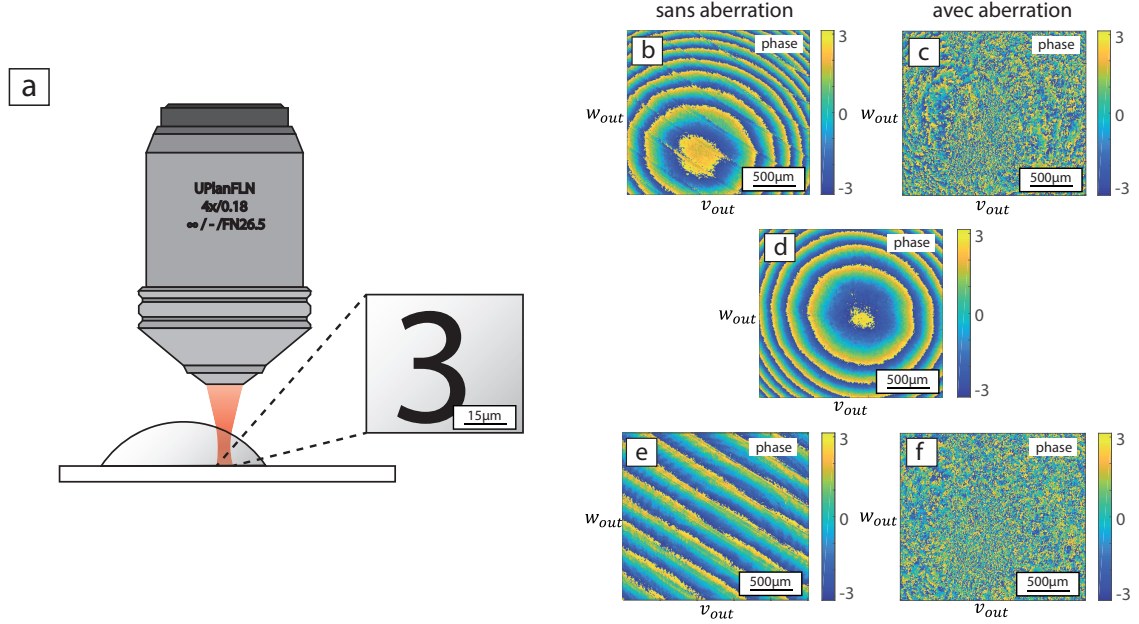 sans aberration
avec aberration
a
UPlanFLN
4x/0.18
∞ / - /FN26.5
3
15µm
b
phase
w_out
v_out
500µm
3
0
-3
c
phase
w_out
v_out
500µm
3
0
-3
d
phase
w_out
v_out
500µm
3
0
-3
e
phase
w_out
v_out
500µm
3
0
-3
f
phase
w_out
v_out
500µm
3
0
-3